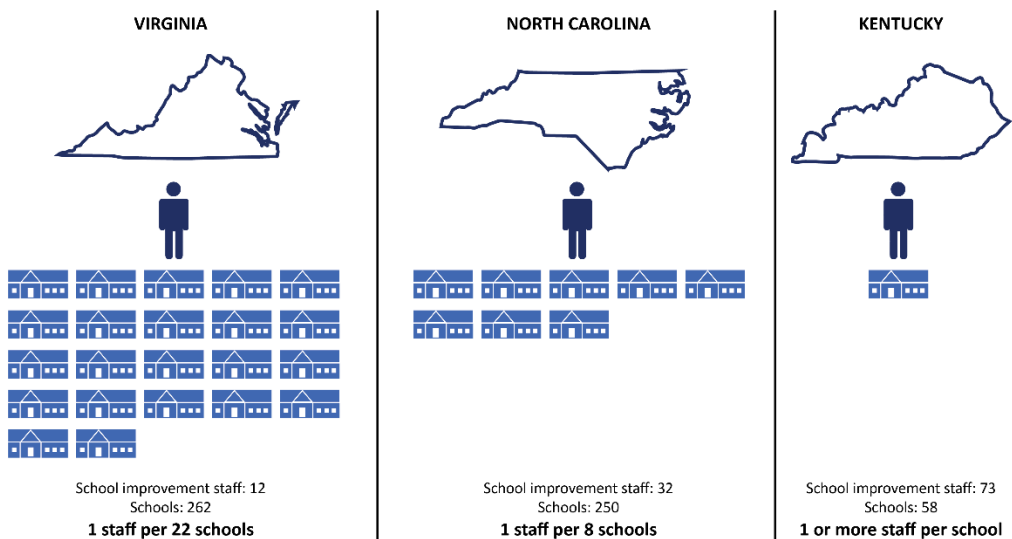 VIRGINIA
School improvement staff: 12
Schools: 262
1 staff per 22 schools
NORTH CAROLINA
School improvement staff: 32
Schools: 250
1 staff per 8 schools
KENTUCKY
School improvement staff: 73
Schools: 58
1 or more staff per school